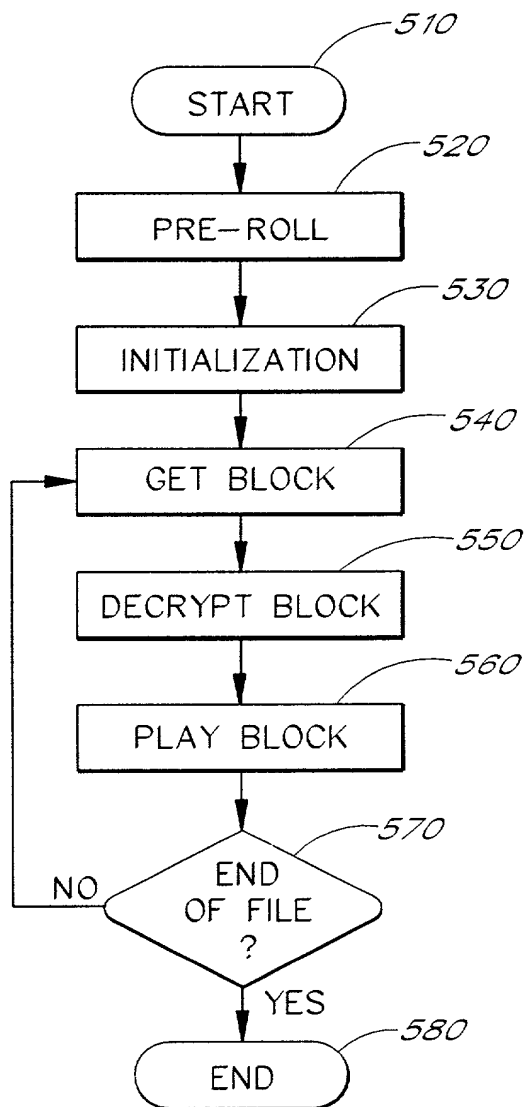 510
START
520
PRE-ROLL
530
INITIALIZATION
540
GET BLOCK
550
DECRYPT BLOCK
560
PLAY BLOCK
570
END
OF FILE
?
NO
YES
580
END